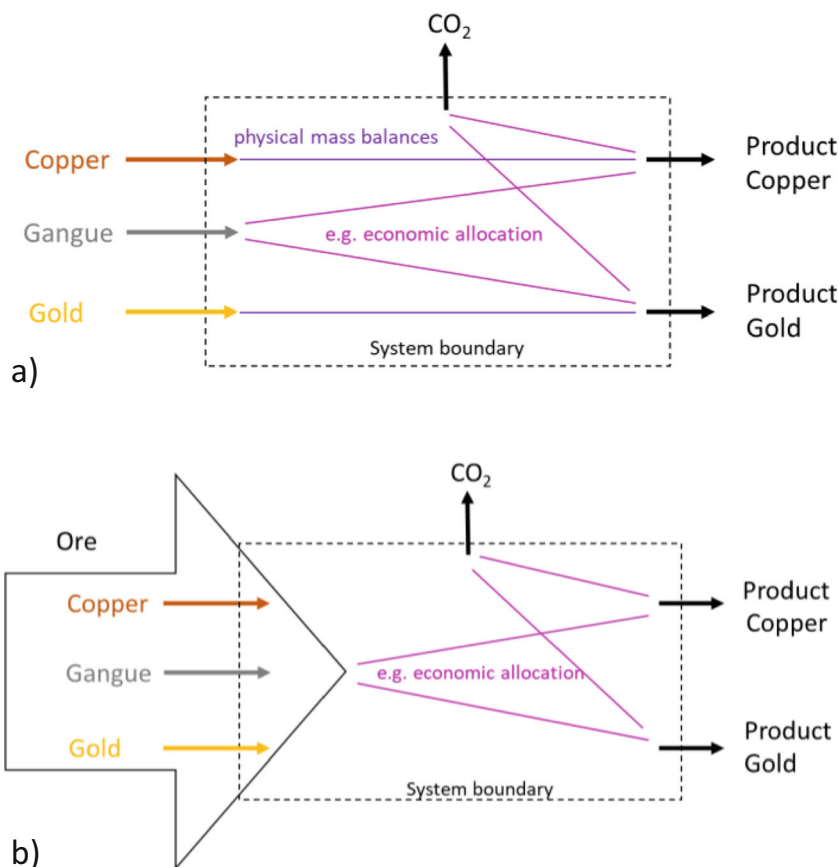 CO₂
physical mass balances
Copper
Product
Copper
Gangue
e.g. economic allocation
Gold
Product
Gold
System boundary
a)
CO₂
Ore
Copper
Product
Copper
Gangue
e.g. economic allocation
Gold
Product
Gold
System boundary
b)